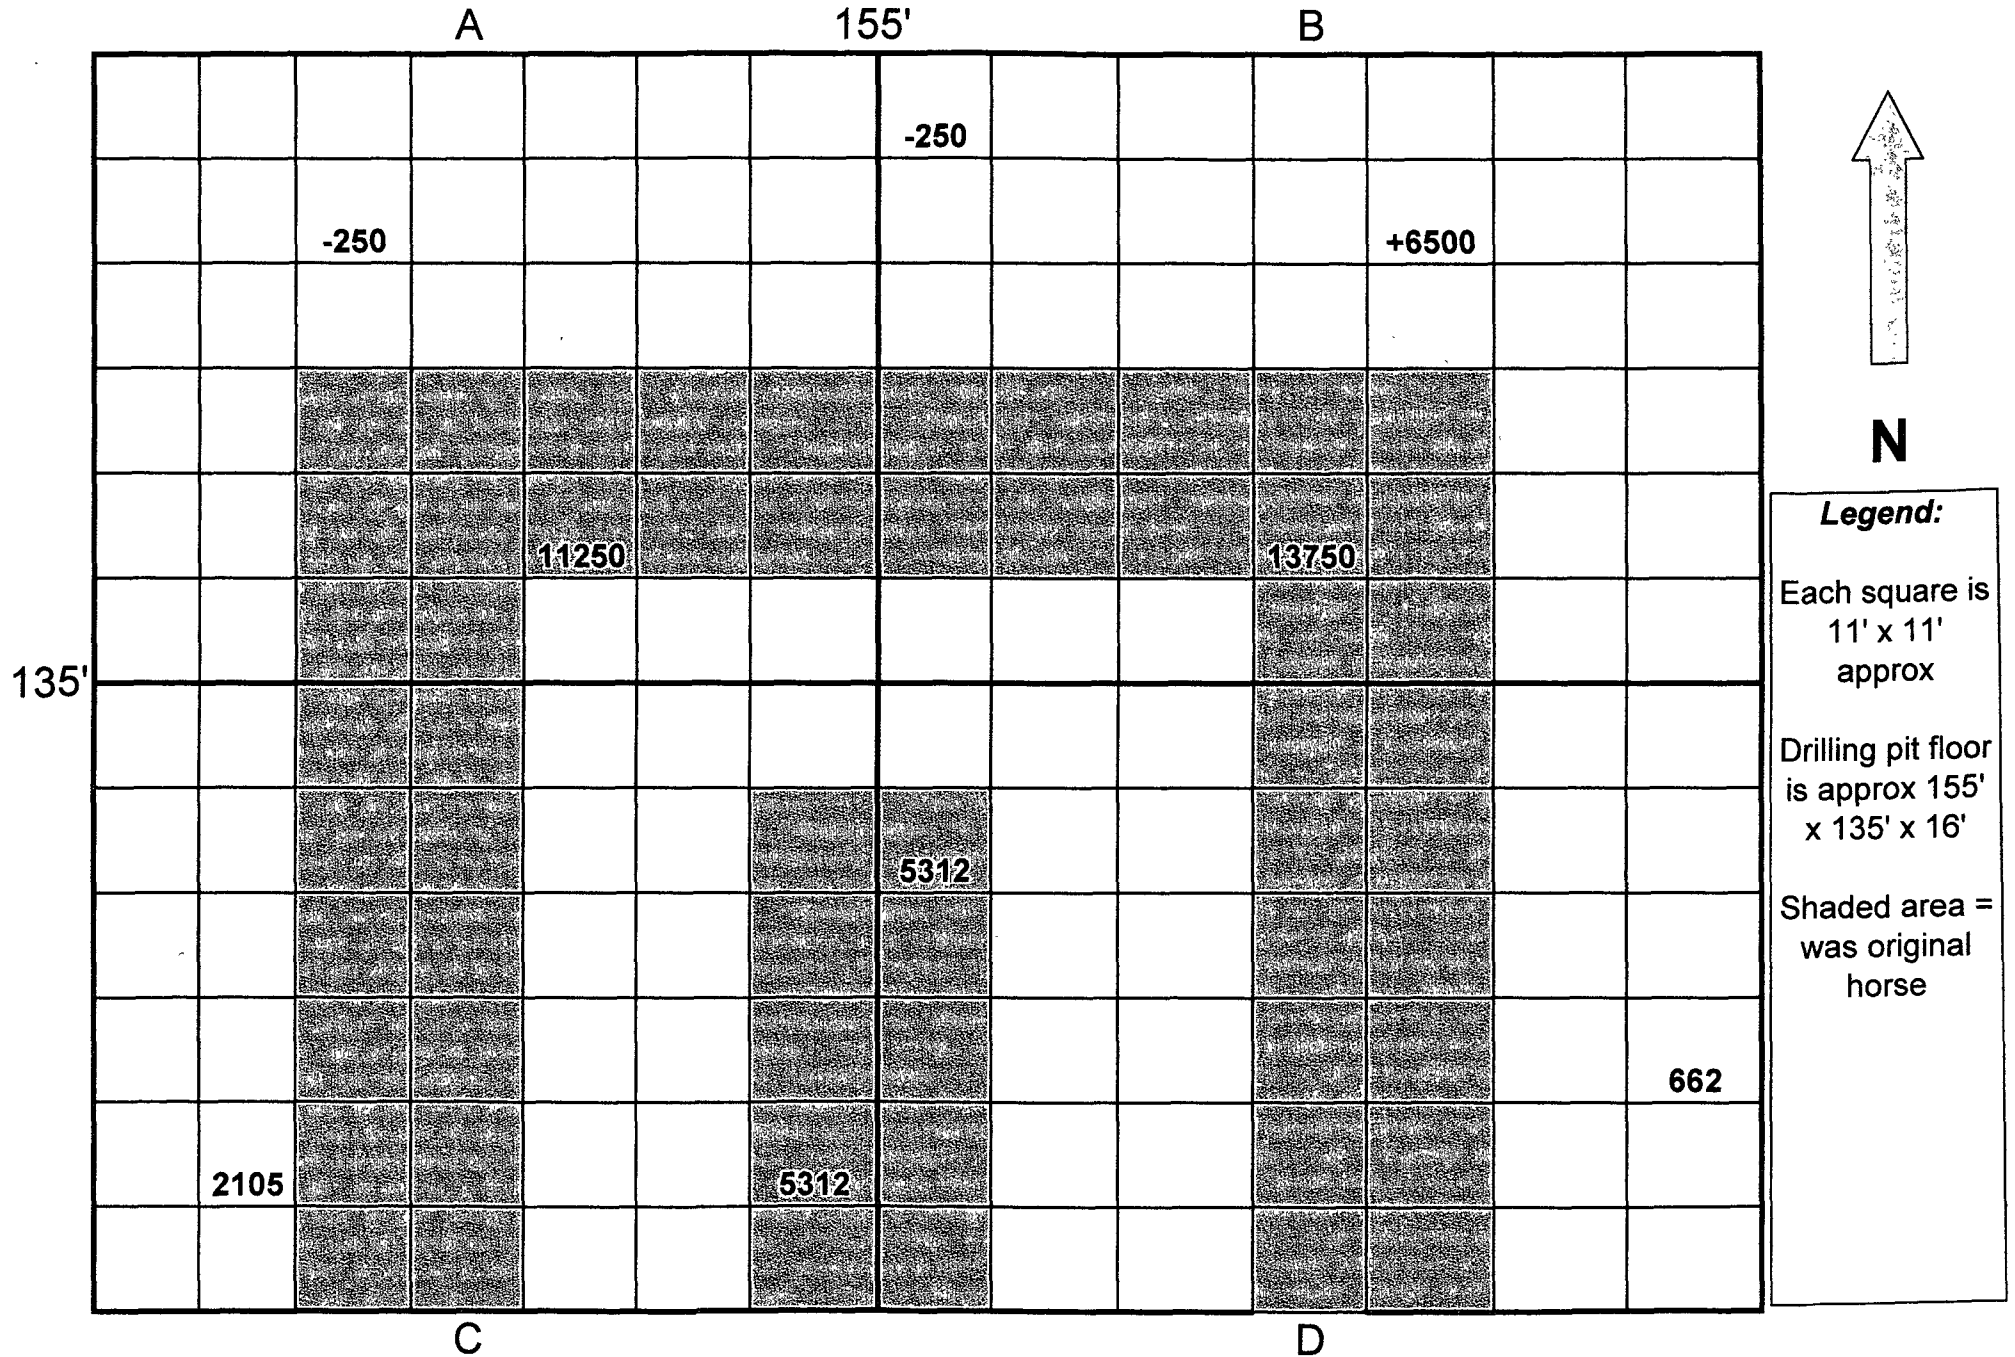 A 155' B
-250
-250 +6500
N
Legend:
11250 13750
Each square is
11' x 11'
approx
135'
Drilling pit floor
is approx 155'
x 135' x 16'
5312
Shaded area =
was original
horse
662
2105 5312
C D